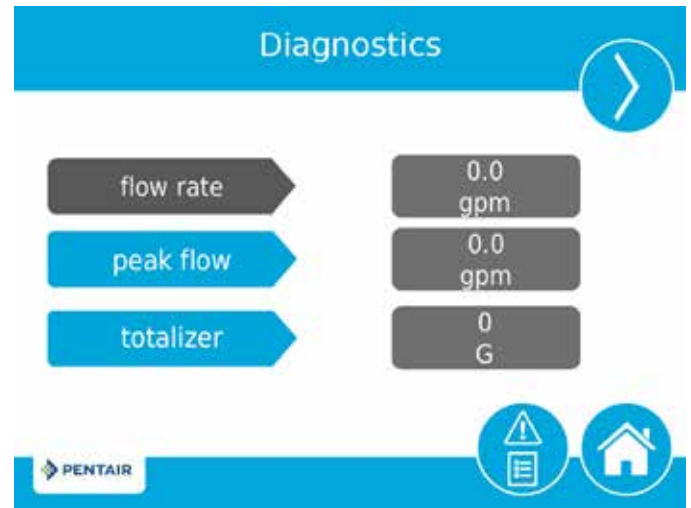 Diagnostics
flow rate
0.0
gpm
peak flow
0.0
gpm
totalizer
0
G
PENTAIR